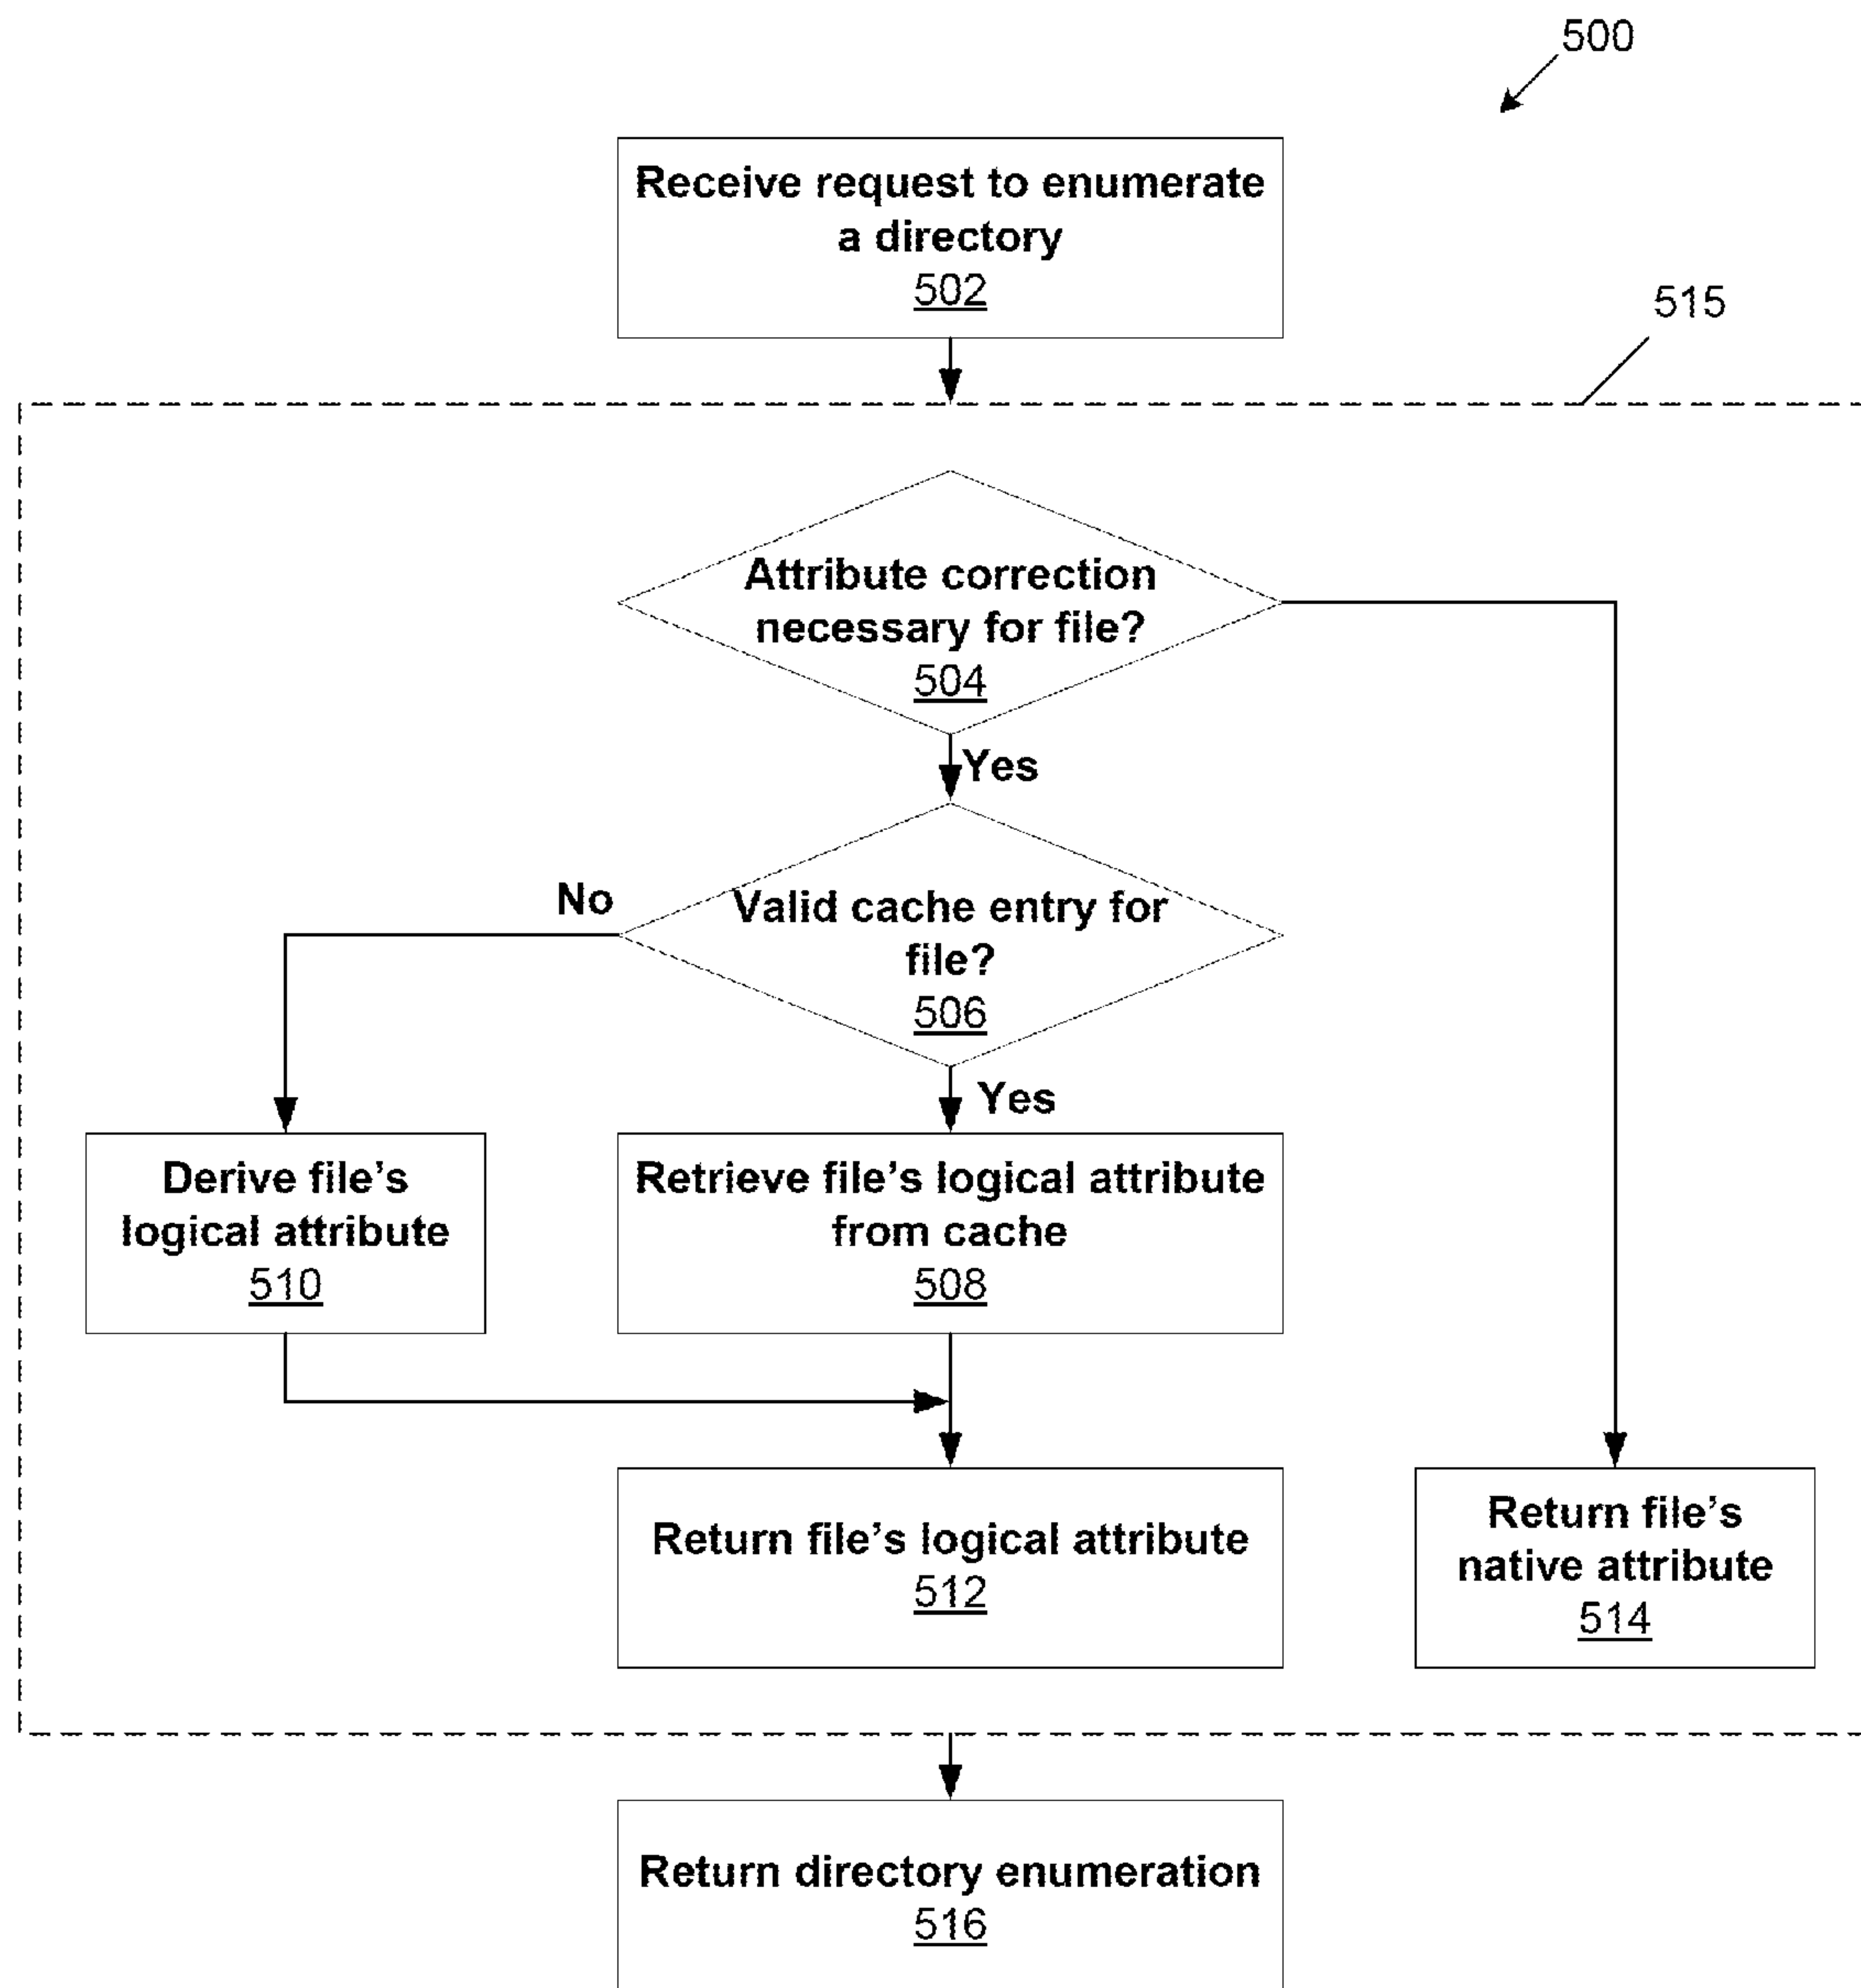 500
Receive request to enumerate
a directory
502
515
Attribute correction
necessary for file?
504
Yes
No
Valid cache entry for
file?
506
Yes
Derive file's
logical attribute
510
Retrieve file's logical attribute
from cache
508
Return file's logical attribute
512
Return file's
native attribute
514
Return directory enumeration
516